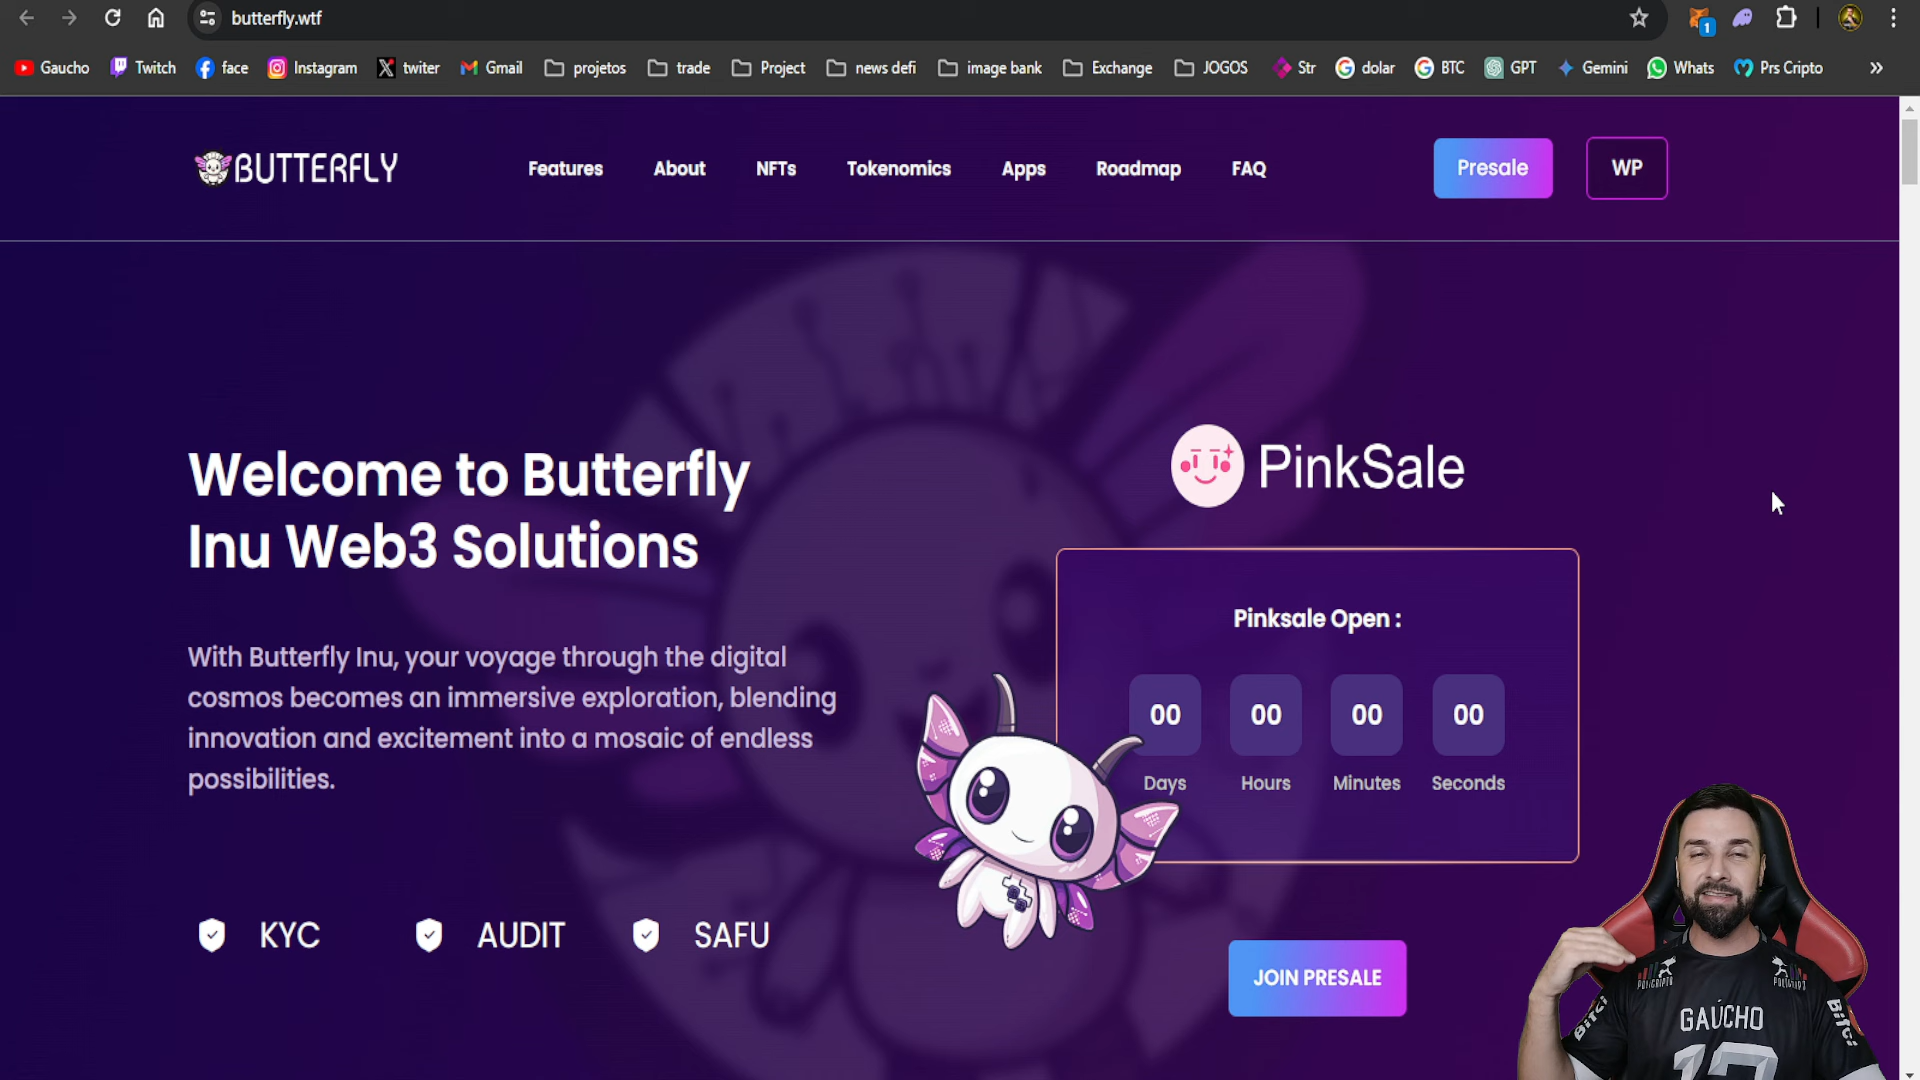 butterfly.wtf
1
Gaucho
Twitch
face
Instagram
twiter
Gmail
projetos
trade
Project
news defi
image bank
Exchange
JOGOS
Str
dolar
BTC
GPT
Gemini
Whats
Prs Cripto
BUTTERFLY
Features
About
NFTs
Tokenomics
Apps
Roadmap
FAQ
Presale
WP
Welcome to Butterfly
Inu Web3 Solutions
With Butterfly Inu, your voyage through the digital
cosmos becomes an immersive exploration, blending
innovation and excitement into a mosaic of endless
possibilities.
KYC
AUDIT
SAFU
PinkSale
Pinksale Open :
00
00
00
00
Days
Hours
Minutes
Seconds
JOIN PRESALE
GAÚCHO